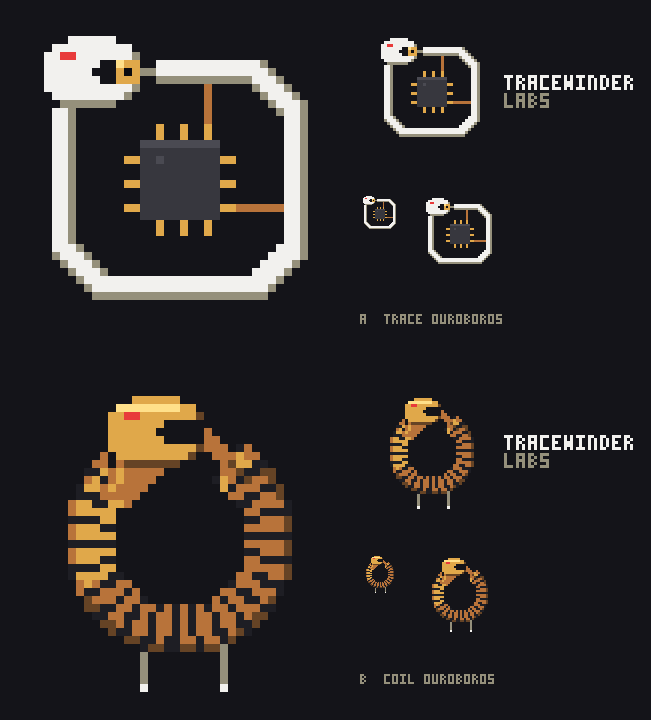 TRACEWINDER
LABS
A TRACE OUROBOROS
TRACEWINDER
LABS
B COIL OUROBOROS